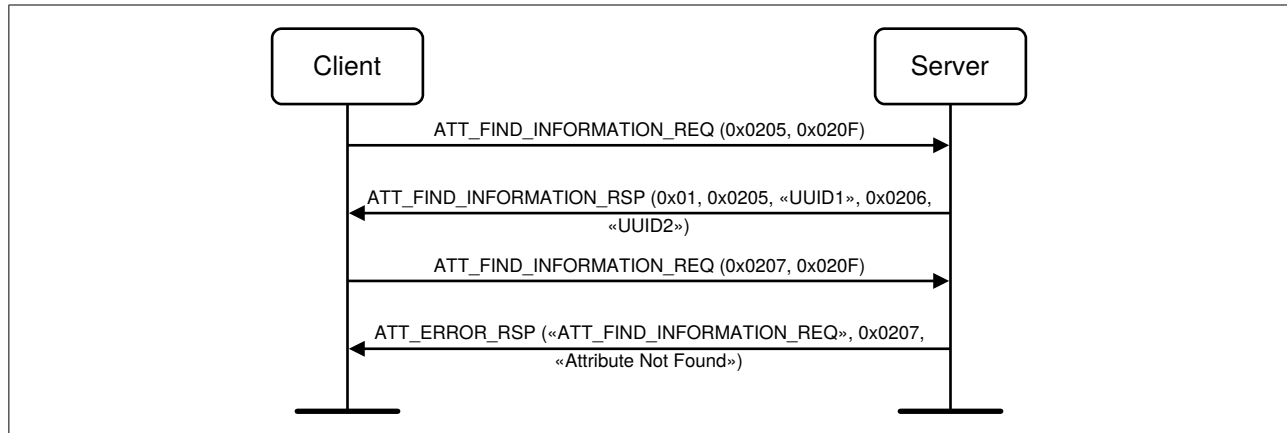 Client
Server
ATT_FIND_INFORMATION_REQ (0x0205, 0x020F)
ATT_FIND_INFORMATION_RSP (0x01, 0x0205, «UUID1», 0x0206,
«UUID2»)
ATT_FIND_INFORMATION_REQ (0x0207, 0x020F)
ATT_ERROR_RSP («ATT_FIND_INFORMATION_REQ», 0x0207,
«Attribute Not Found»)